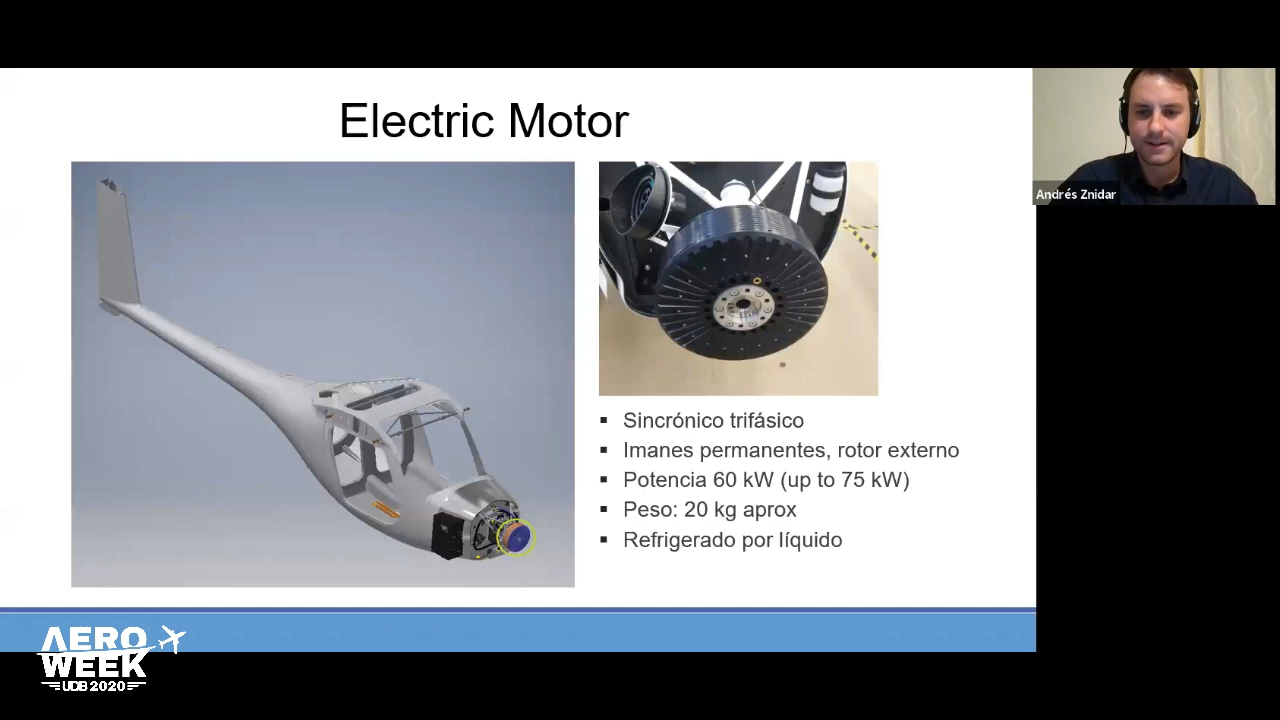 Electric Motor
Andrés Znidar
▪ Sincrónico trifásico
▪ Imanes permanentes, rotor externo
▪ Potencia 60 kW (up to 75 kW)
▪ Peso: 20 kg aprox
▪ Refrigerado por líquido
AERO
WEEK
UDB 2020